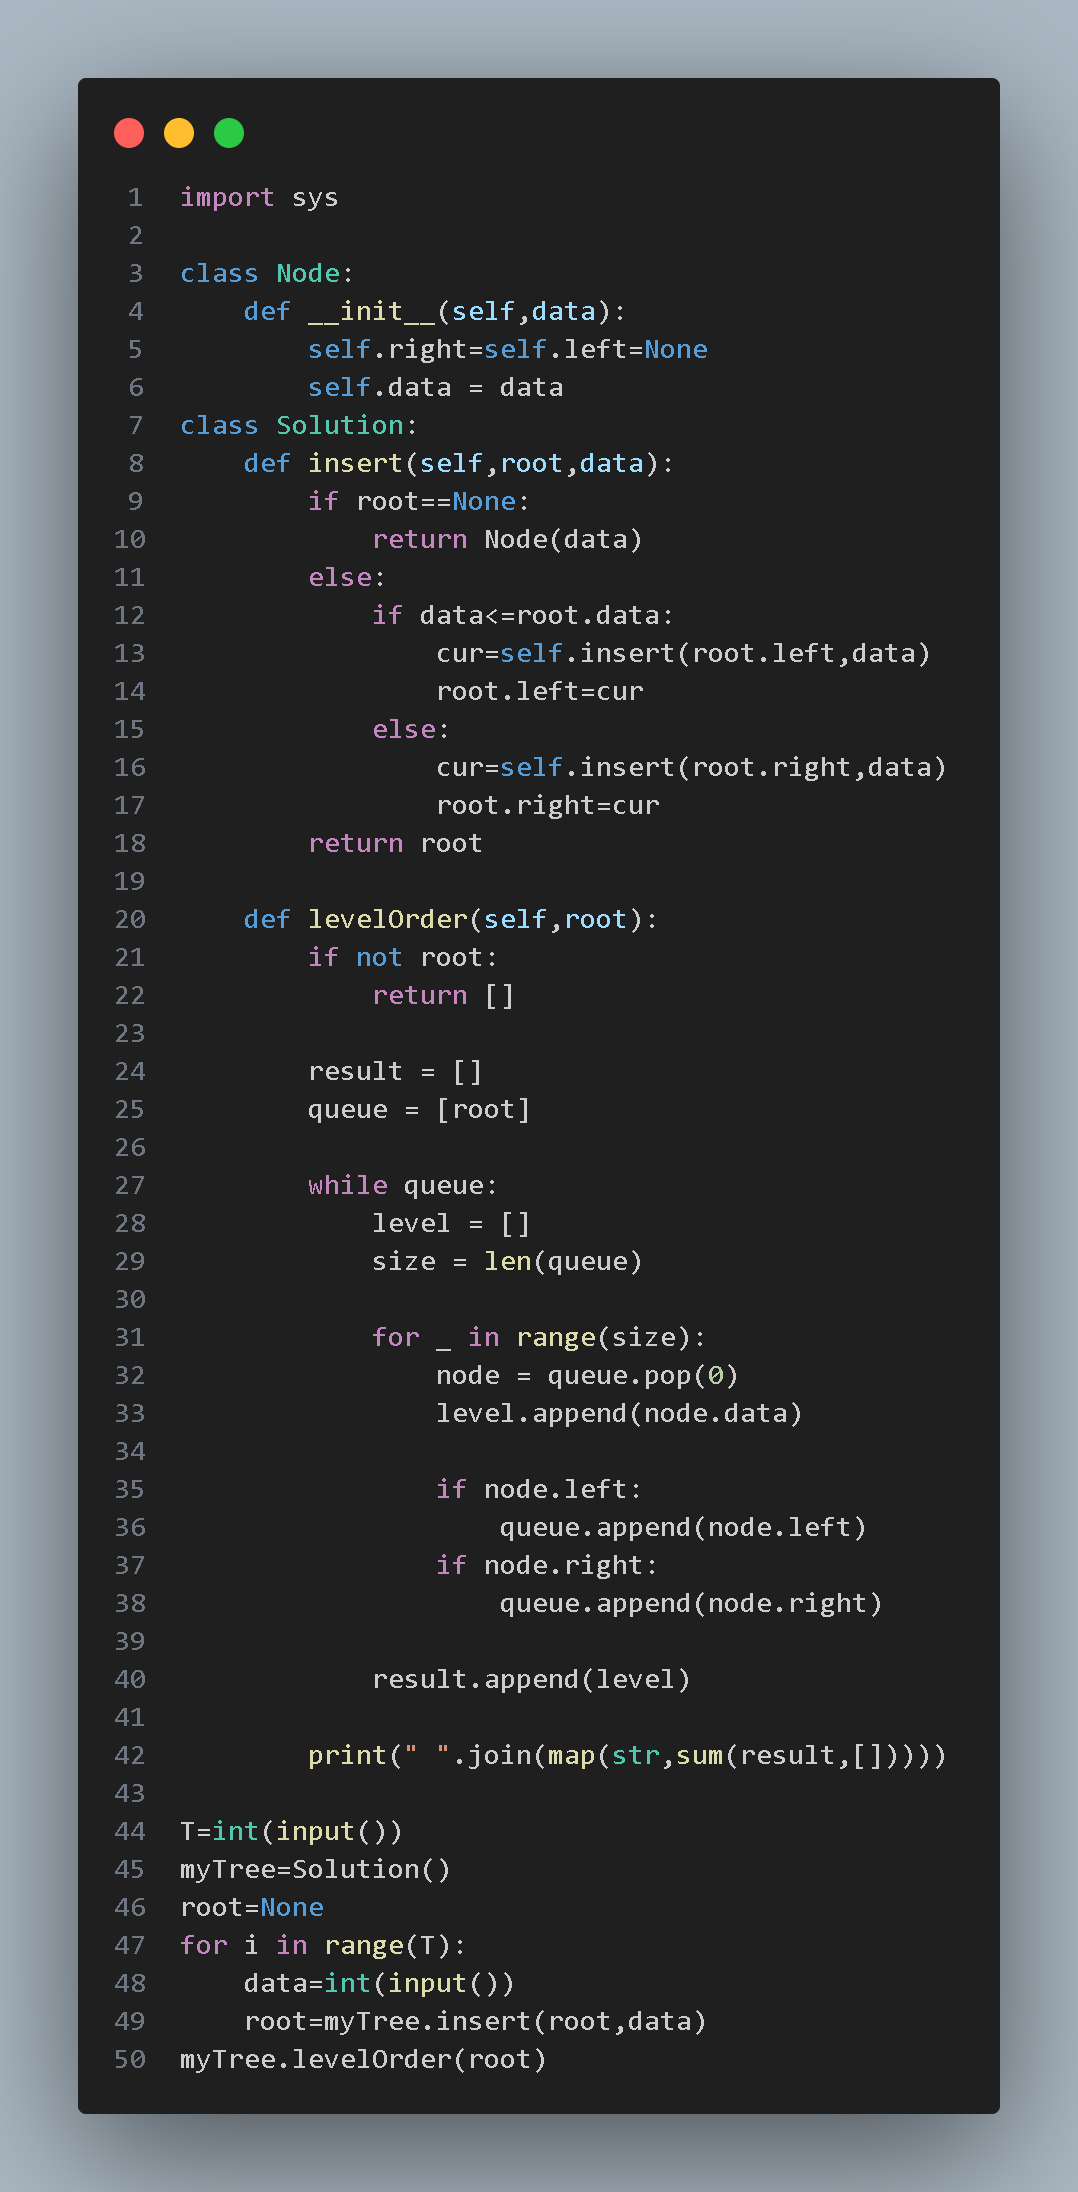 1 import sys
2
3 class Node:
4     def __init__(self,data):
5         self.right=self.left=None
6         self.data = data
7 class Solution:
8     def insert(self,root,data):
9         if root==None:
10             return Node(data)
11         else:
12             if data<=root.data:
13                 cur=self.insert(root.left,data)
14                 root.left=cur
15             else:
16                 cur=self.insert(root.right,data)
17                 root.right=cur
18         return root
19
20     def levelOrder(self,root):
21         if not root:
22             return []
23
24         result = []
25         queue = [root]
26
27         while queue:
28             level = []
29             size = len(queue)
30
31             for _ in range(size):
32                 node = queue.pop(0)
33                 level.append(node.data)
34
35                 if node.left:
36                     queue.append(node.left)
37                 if node.right:
38                     queue.append(node.right)
39
40             result.append(level)
41
42         print(" ".join(map(str,sum(result,[]))))
43
44 T=int(input())
45 myTree=Solution()
46 root=None
47 for i in range(T):
48     data=int(input())
49     root=myTree.insert(root,data)
50 myTree.levelOrder(root)